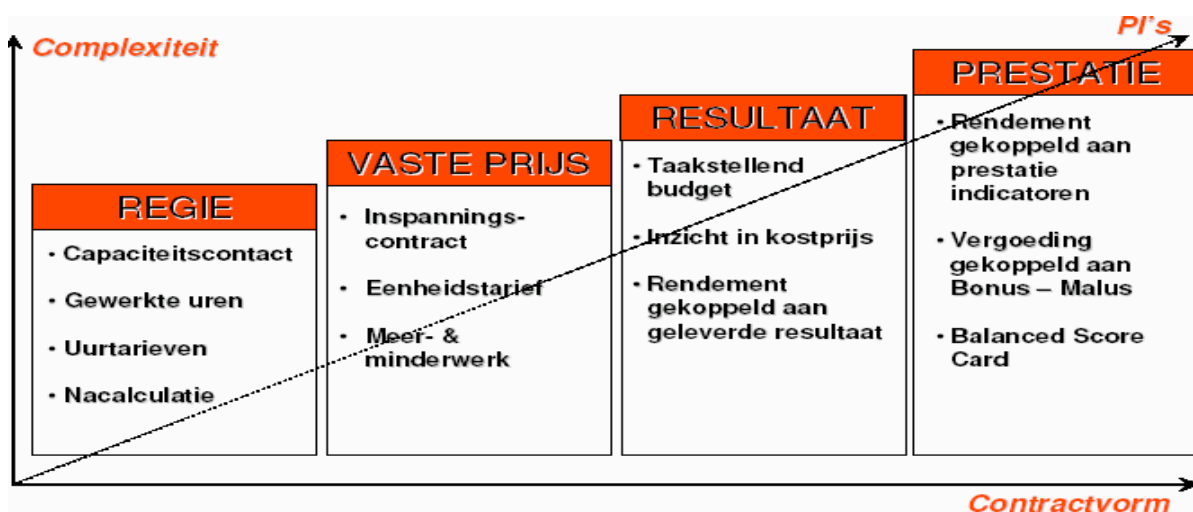 PI's
Complexiteit
REGIE
• Capaciteitscontact
• Gewerkte uren
• Uurtarieven
• Nacalculatie
VASTE PRIJS
• Inspannings-
contract
• Eenheidstarief
• Meer- &
minderwerk
RESULTAAT
• Taakstellend
budget
• Inzicht in kostprijs
• Rendement
gekoppeld aan
geleverde resultaat
PRESTATIE
• Rendement
gekoppeld aan
prestatie
indicatoren
• Vergoeding
gekoppeld aan
Bonus – Malus
• Balanced Score
Card
Contractvorm